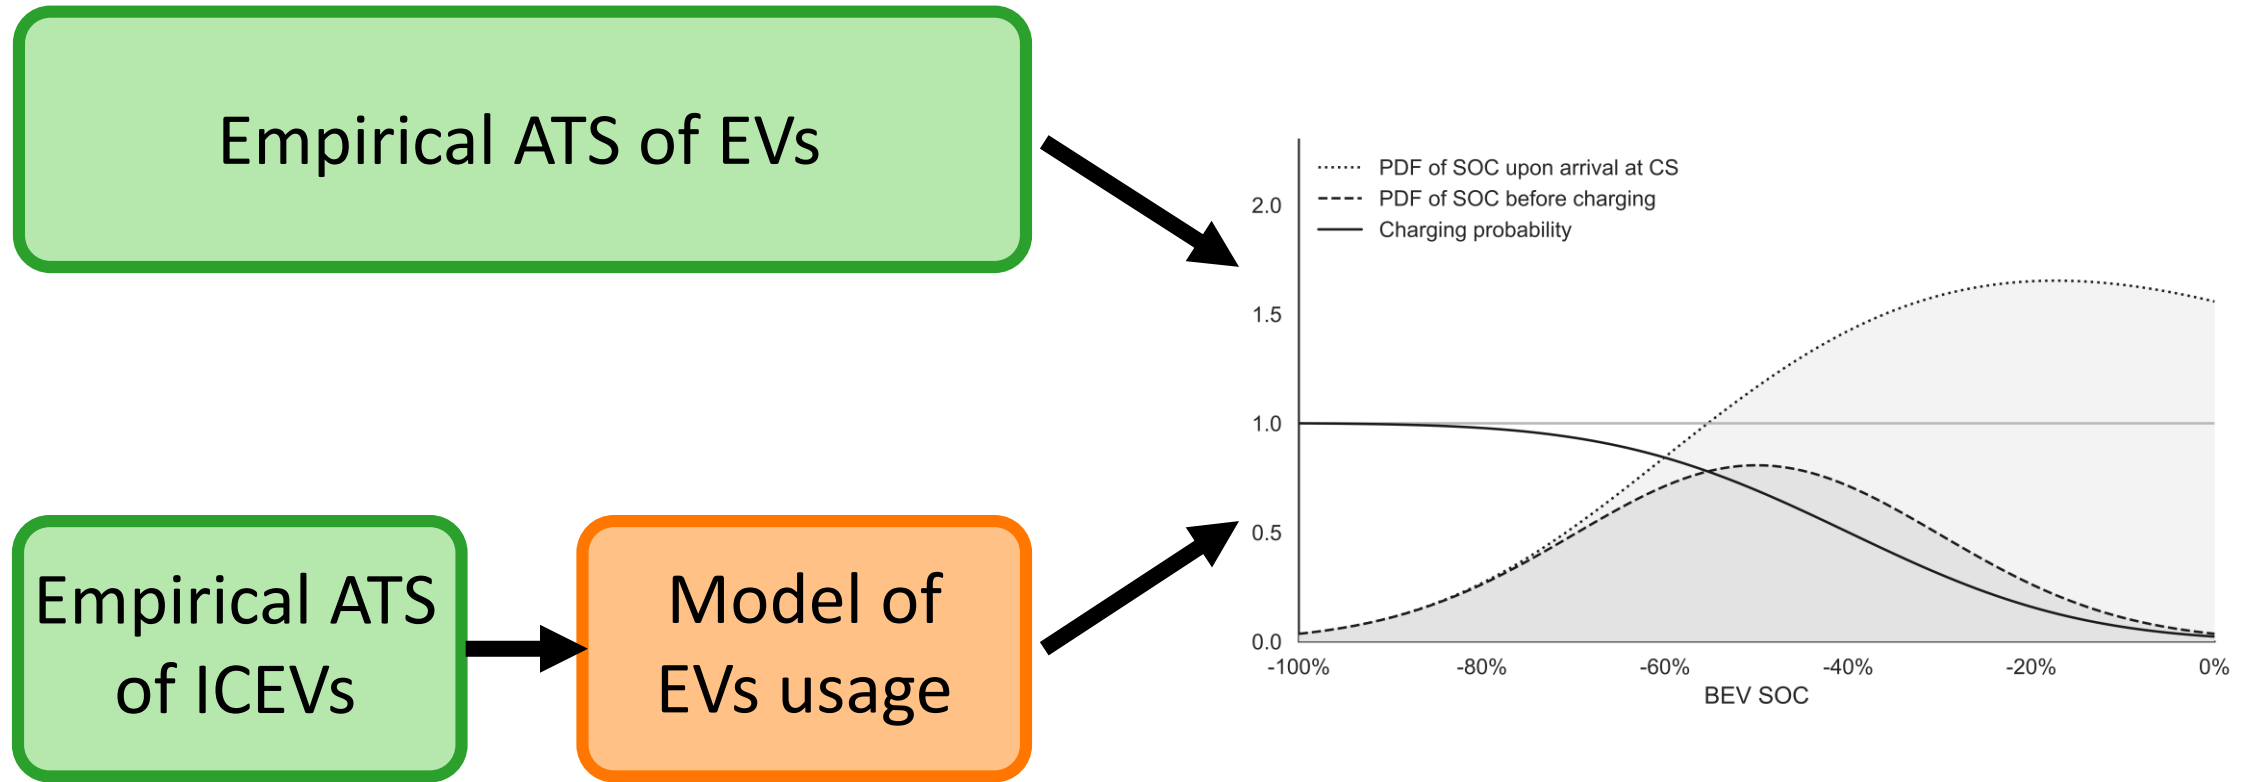 Empirical ATS of EVs
Empirical ATS
of ICEVs
Model of
EVs usage
PDF of SOC upon arrival at CS
PDF of SOC before charging
Charging probability
2.0
1.5
1.0
0.5
0.0
-100%
-80%
-60%
-40%
-20%
0%
BEV SOC